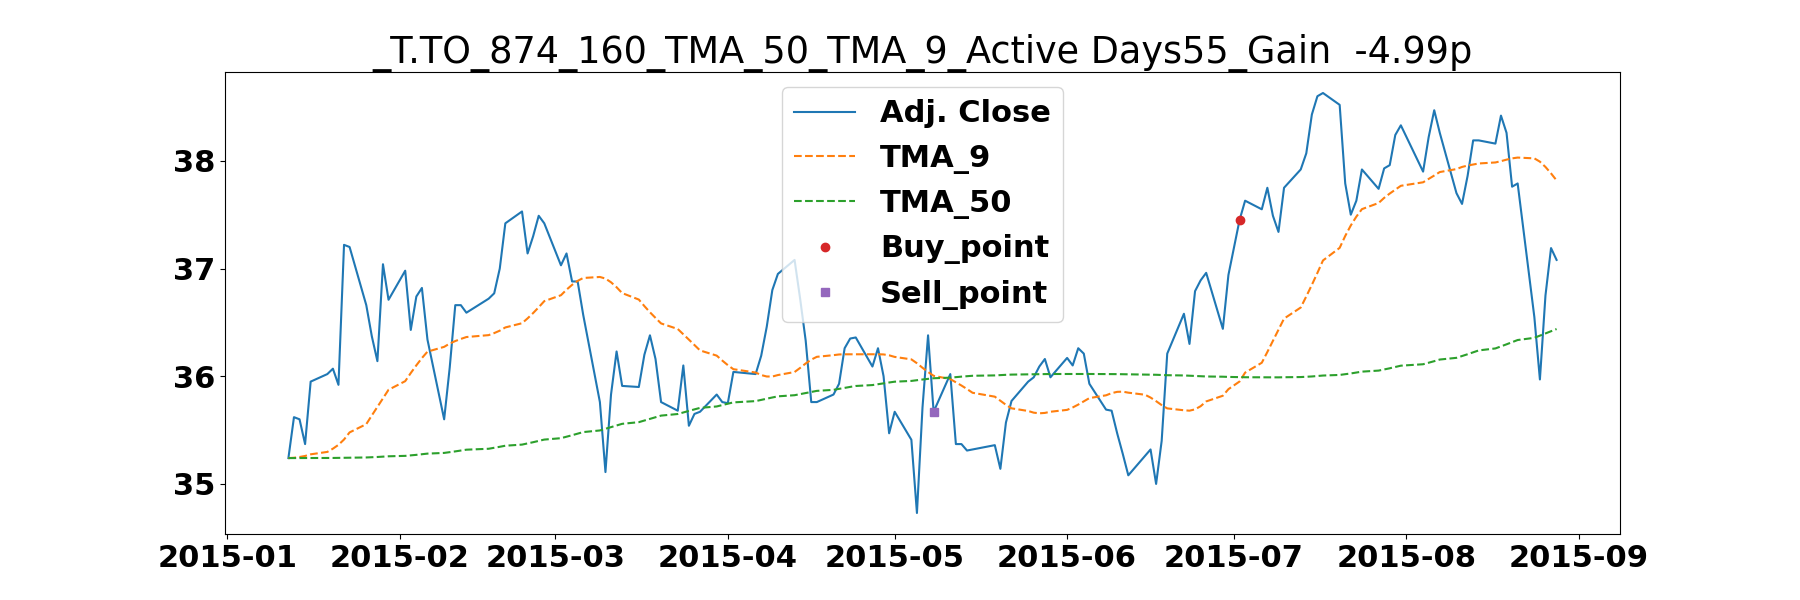 _T.TO_874_160_TMA_50_TMA_9_Active Days55_Gain  -4.99p
Adj. Close
TMA_9
TMA_50
Buy_point
Sell_point
38
37
36
35
2015-01 2015-02 2015-03 2015-04 2015-05 2015-06 2015-07 2015-08 2015-09